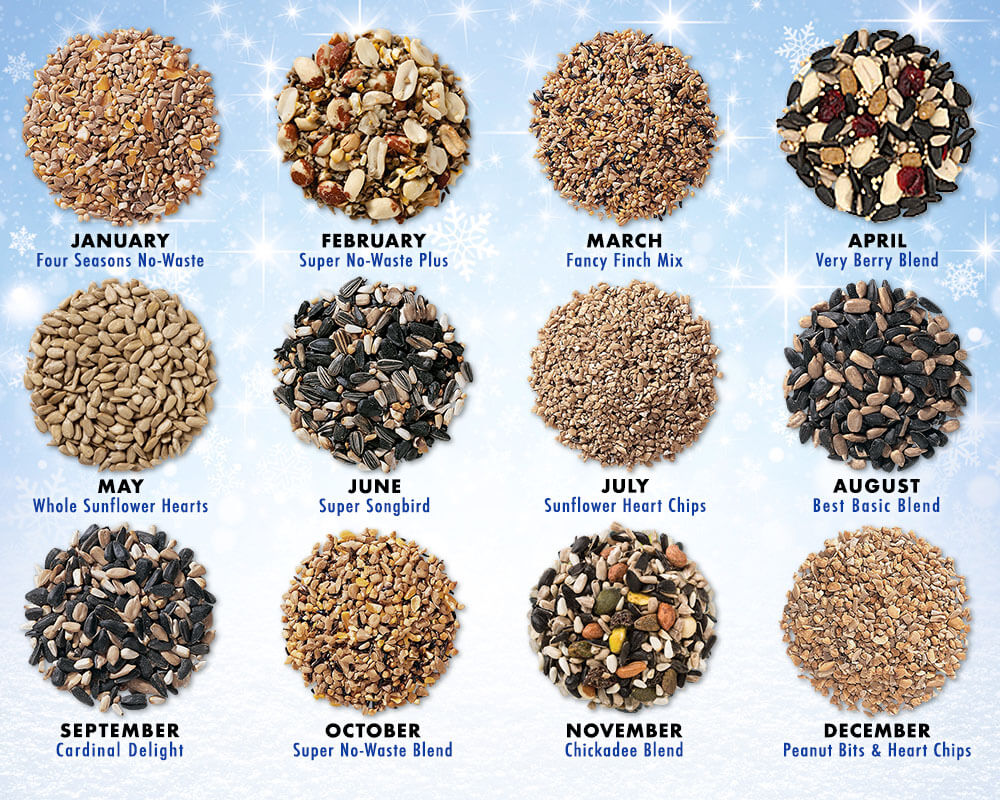 JANUARY
Four Seasons No-Waste
FEBRUARY
Super No-Waste Plus
MARCH
Fancy Finch Mix
APRIL
Very Berry Blend
MAY
Whole Sunflower Hearts
JUNE
Super Songbird
JULY
Sunflower Heart Chips
AUGUST
Best Basic Blend
SEPTEMBER
Cardinal Delight
OCTOBER
Super No-Waste Blend
NOVEMBER
Chickadee Blend
DECEMBER
Peanut Bits & Heart Chips